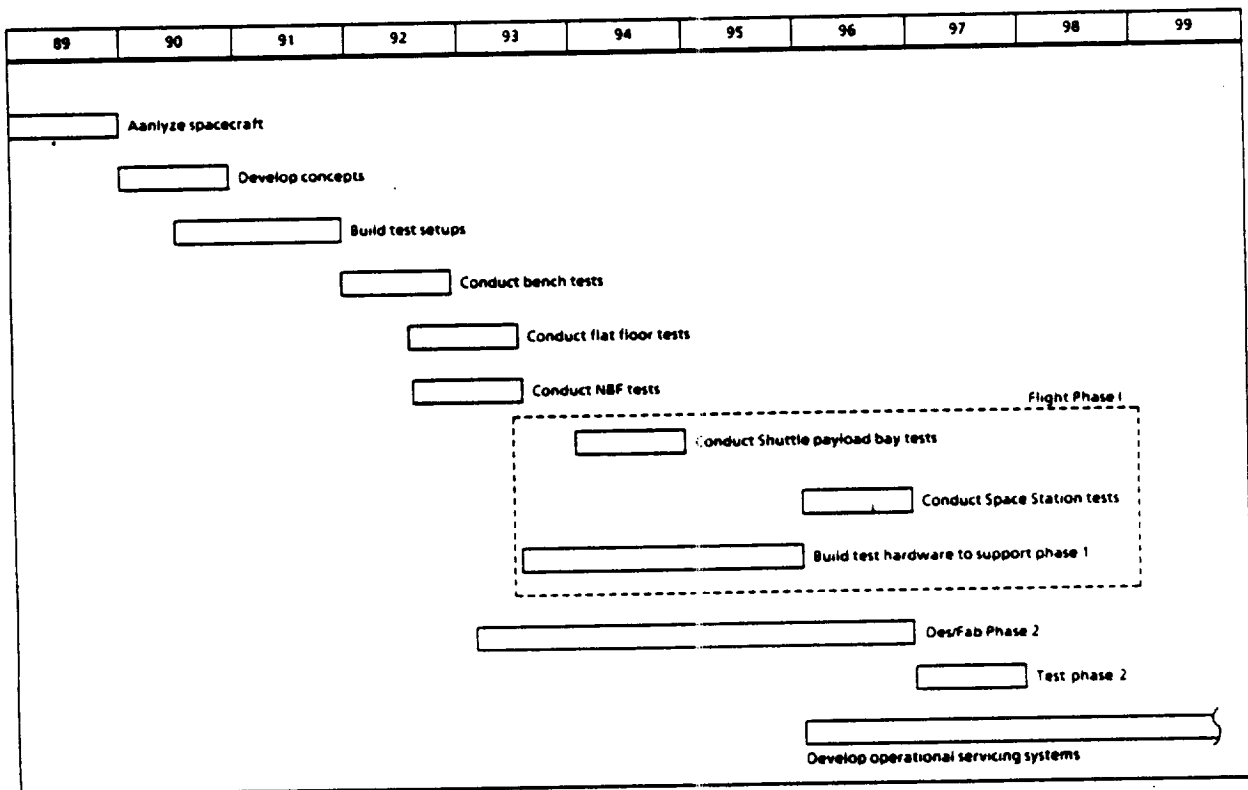 89 90 91 92 93 94 95 96 97 98 99
Aanlyze spacecraft
Develop concepts
Build test setups
Conduct bench tests
Conduct flat floor tests
Conduct NBF tests
Flight Phase I
Conduct Shuttle payload bay tests
Conduct Space Station tests
Build test hardware to support phase 1
Des/Fab Phase 2
Test phase 2
Develop operational servicing systems